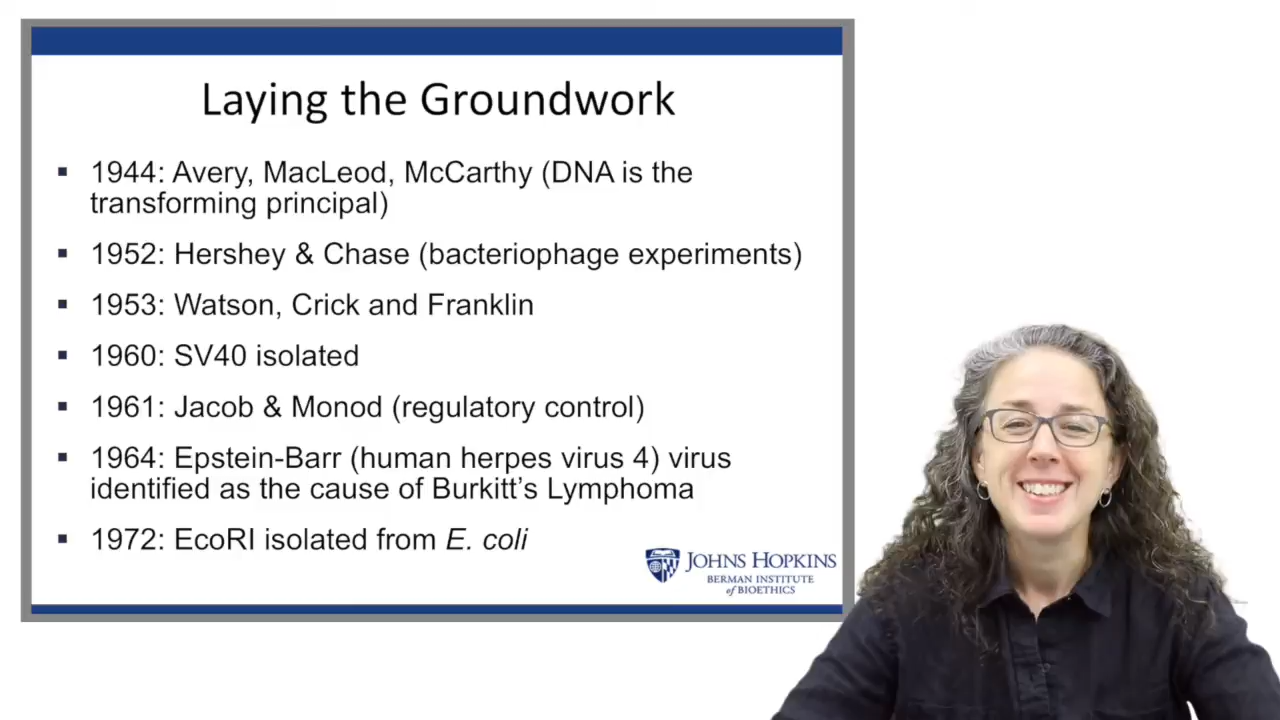 Laying the Groundwork
▪ 1944: Avery, MacLeod, McCarthy (DNA is the
transforming principal)
▪ 1952: Hershey & Chase (bacteriophage experiments)
▪ 1953: Watson, Crick and Franklin
▪ 1960: SV40 isolated
▪ 1961: Jacob & Monod (regulatory control)
▪ 1964: Epstein-Barr (human herpes virus 4) virus
identified as the cause of Burkitt’s Lymphoma
▪ 1972: EcoRI isolated from E. coli
JOHNS HOPKINS
BERMAN INSTITUTE
of BIOETHICS